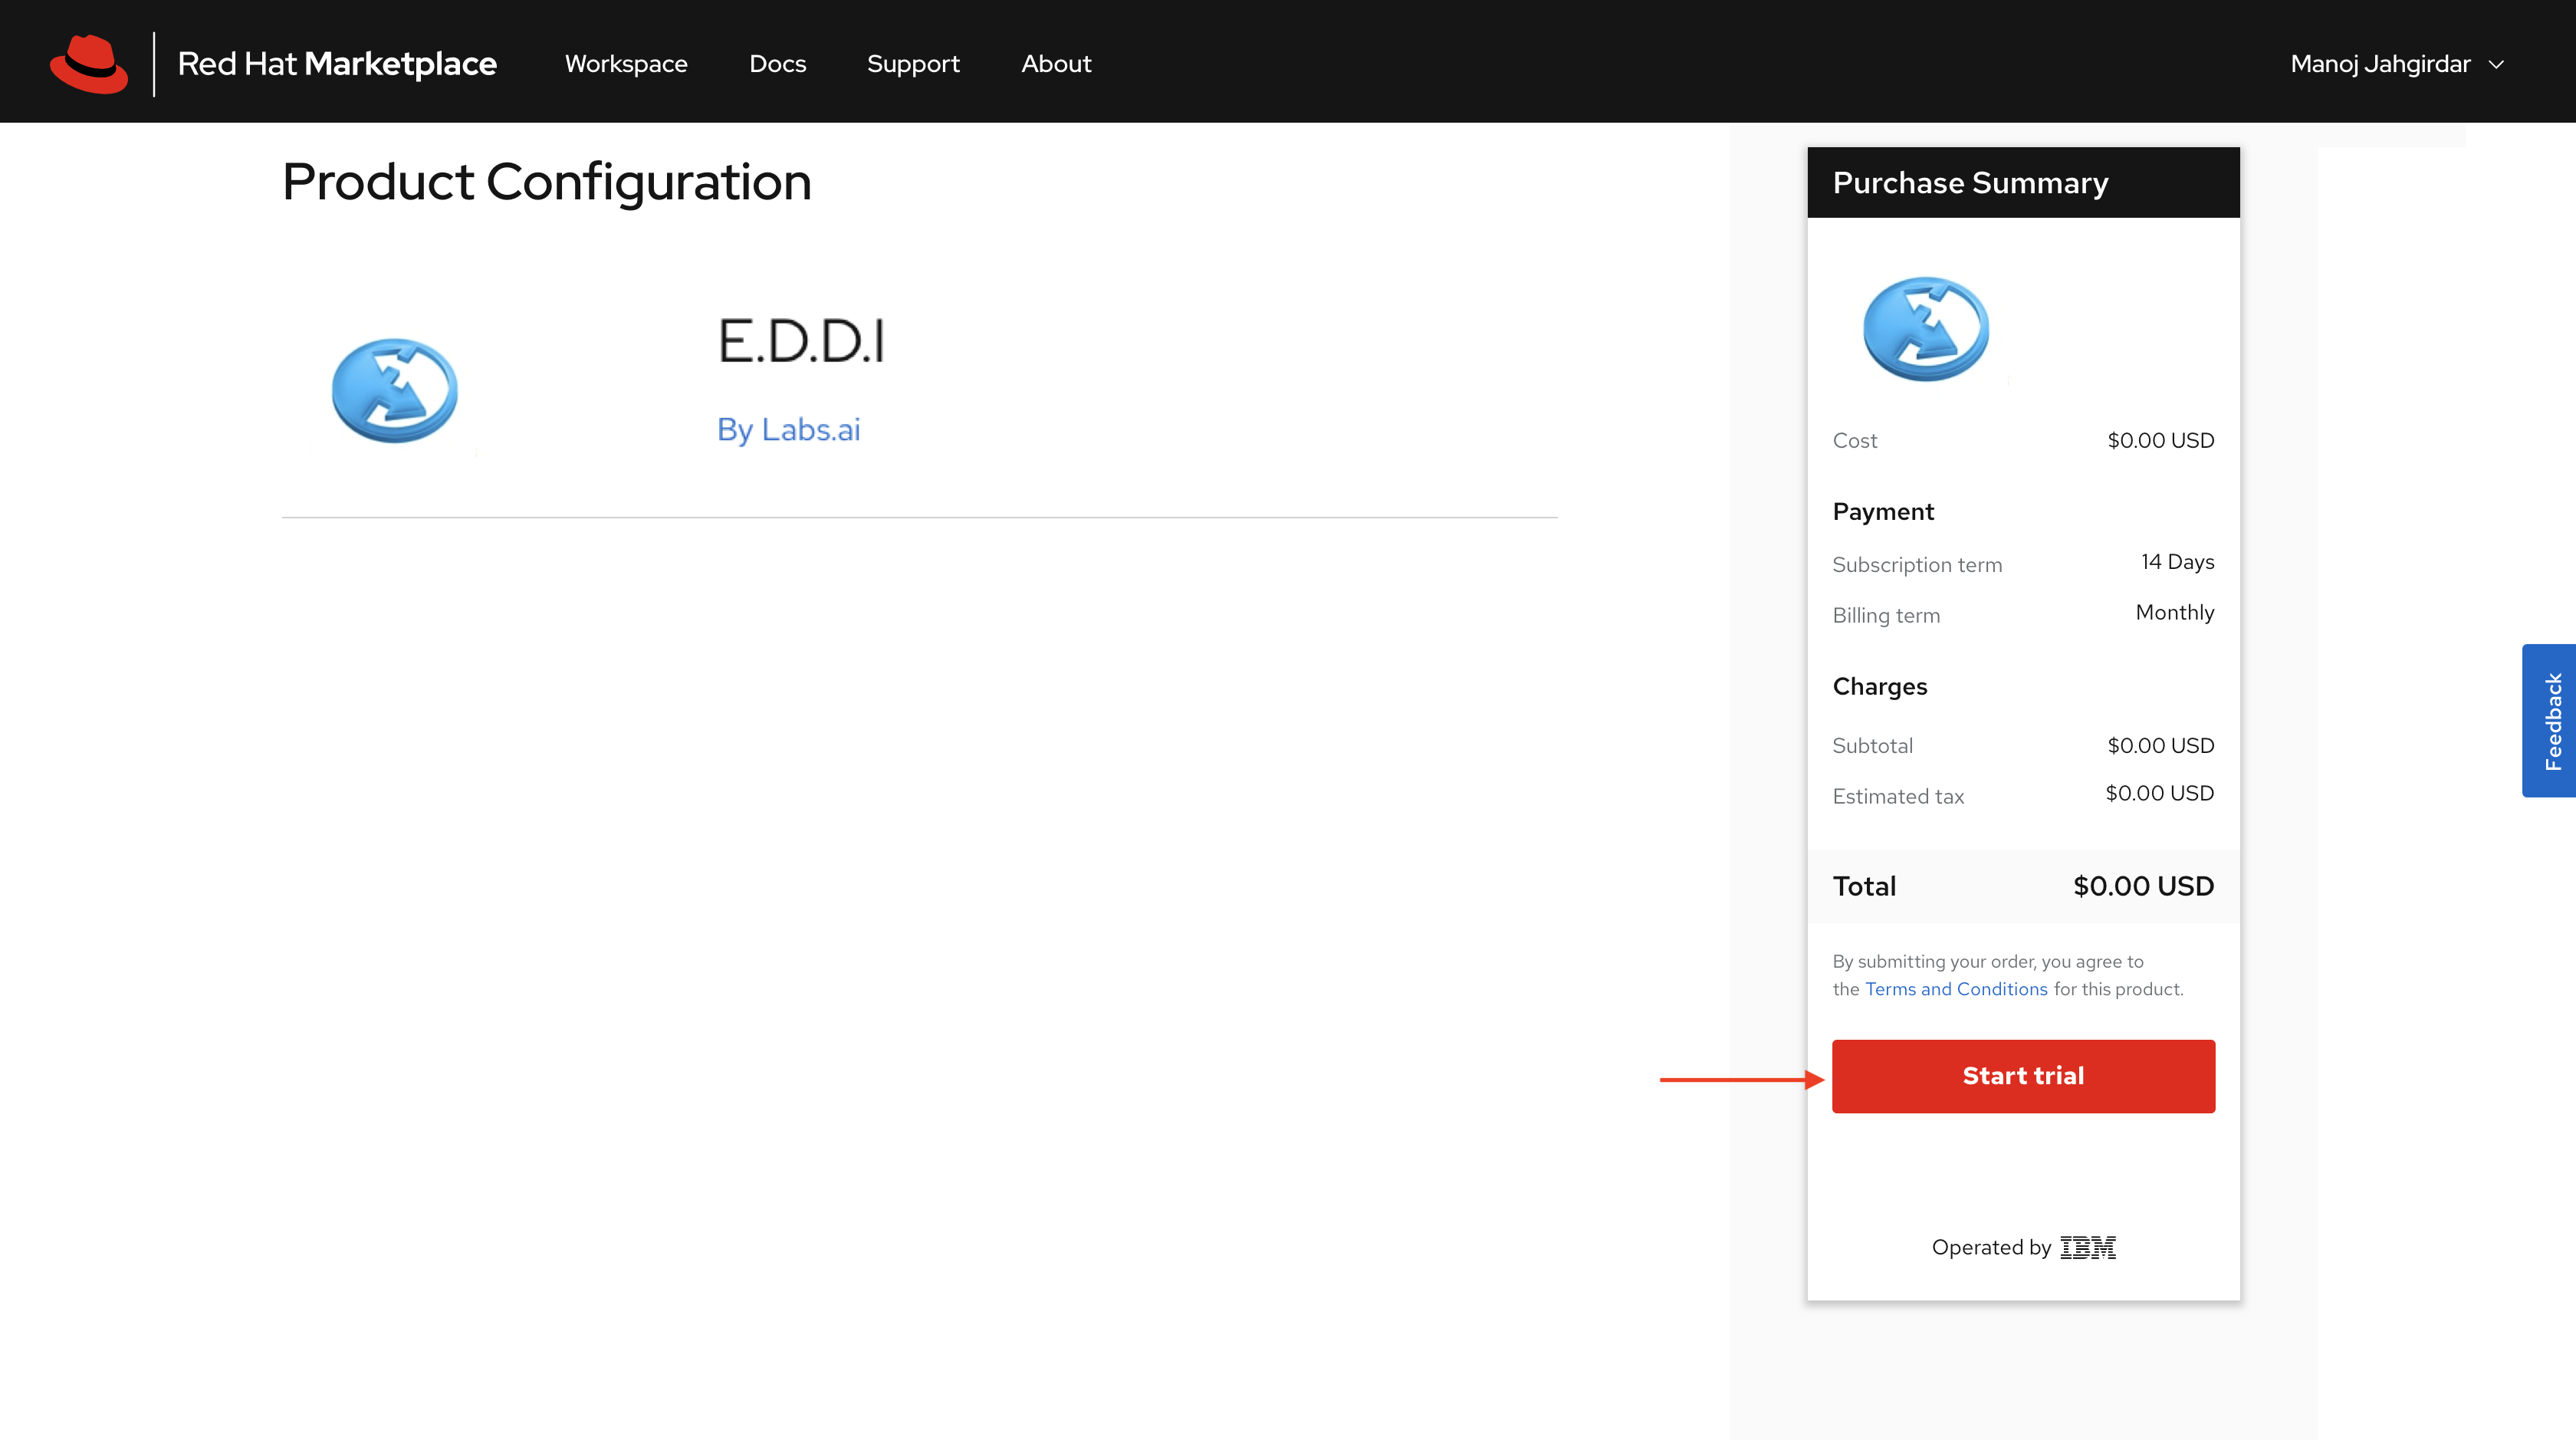 Red Hat Marketplace
Workspace
Docs
Support
About
Manoj Jahgirdar
Product Configuration
E.D.D.I
By Labs.ai
Purchase Summary
Cost $0.00 USD
Payment
Subscription term 14 Days
Billing term Monthly
Charges
Subtotal $0.00 USD
Estimated tax $0.00 USD
Total $0.00 USD
By submitting your order, you agree to
the Terms and Conditions for this product.
Start trial
Operated by IBM
Feedback